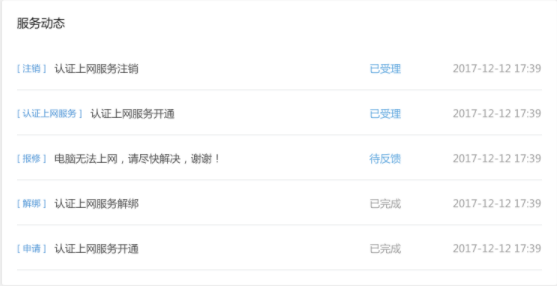 服务动态
[ 注销 ] 认证上网服务注销 已受理 2017-12-12 17:39
[ 认证上网服务 ] 认证上网服务开通 已受理 2017-12-12 17:39
[ 报修 ] 电脑无法上网，请尽快解决，谢谢！ 待反馈 2017-12-12 17:39
[ 解绑 ] 认证上网服务解绑 已完成 2017-12-12 17:39
[ 申请 ] 认证上网服务开通 已完成 2017-12-12 17:39